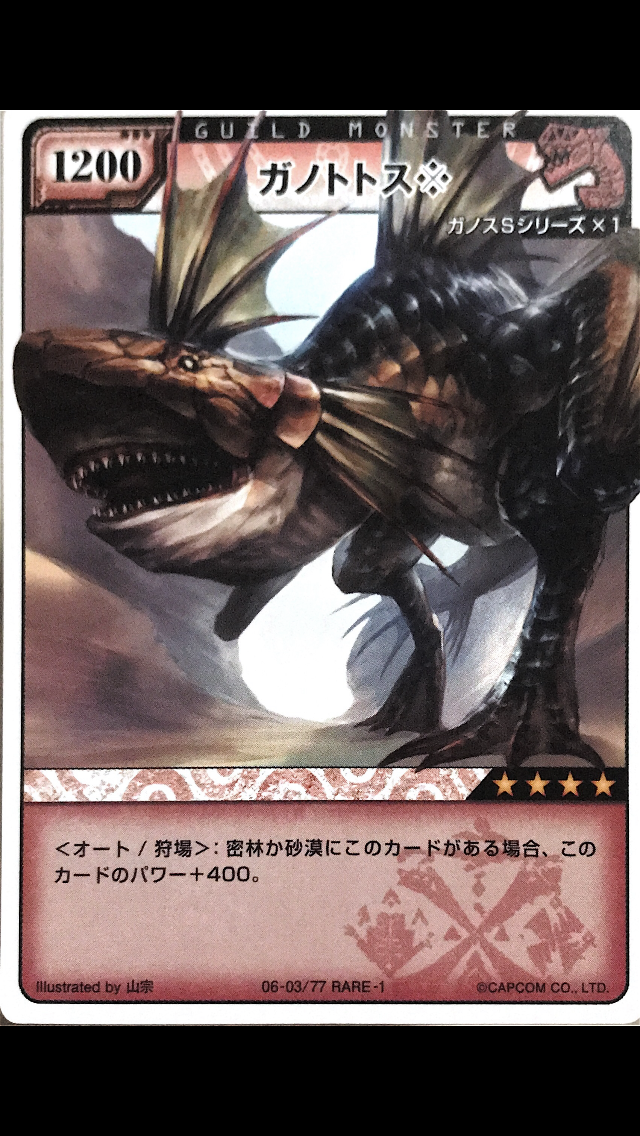 GUILD MONSTER
1200
ガノトトス※
ガノスSシリーズ×1
<オート / 狩場>：密林か砂漠にこのカードがある場合、この
カードのパワー＋400。
Illustrated by 山宗
06-03/77 RARE-1
©CAPCOM CO., LTD.